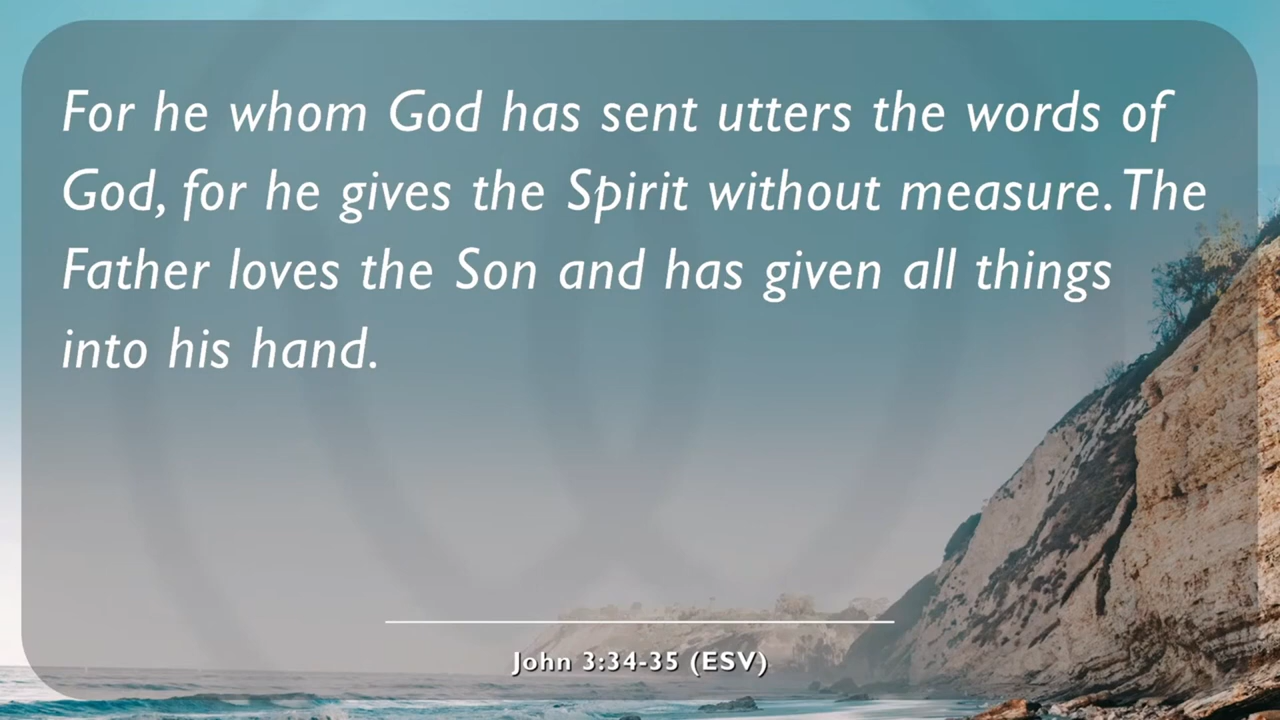 For he whom God has sent utters the words of
God, for he gives the Spirit without measure. The
Father loves the Son and has given all things
into his hand.
John 3:34-35 (ESV)